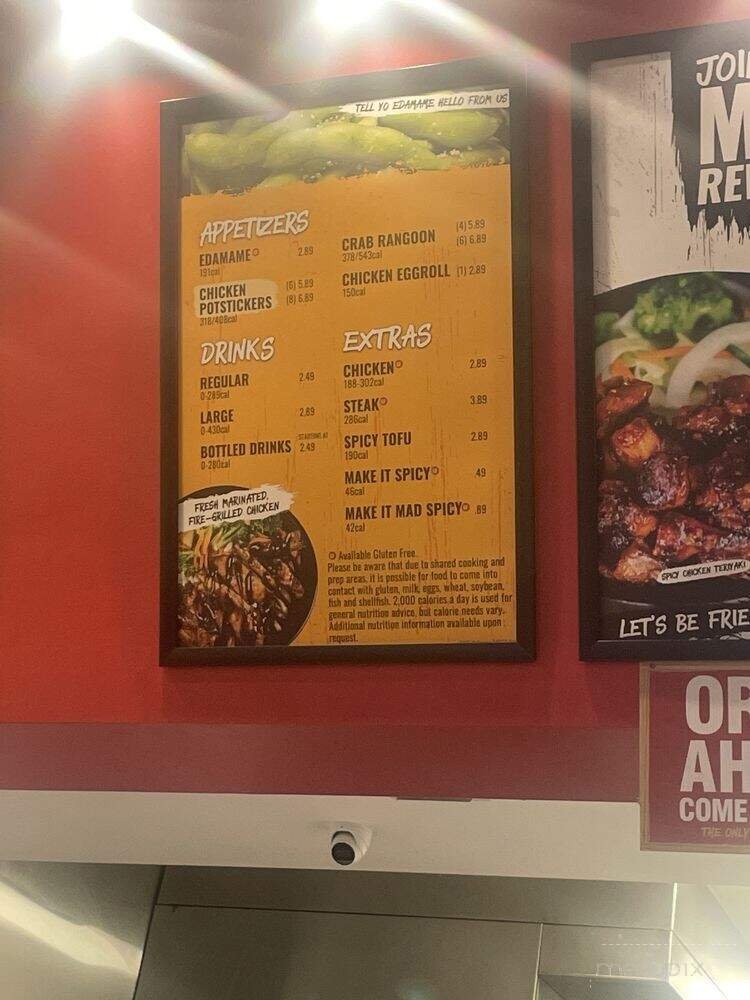 TELL YO EDAMAME HELLO FROM US
APPETIZERS
EDAMAME 2.89
191cal
CHICKEN
POTSTICKERS
(6) 5.89
(8) 6.89
318/408cal
CRAB RANGOON
378/543cal
(4) 5.89
(6) 6.89
CHICKEN EGGROLL (1) 2.89
150cal
DRINKS
REGULAR 2.49
0-289cal
LARGE 2.89
0-430cal
BOTTLED DRINKS STARTING AT 2.49
0-280cal
EXTRAS
CHICKEN 2.89
188-302cal
STEAK 3.89
286cal
SPICY TOFU 2.89
190cal
MAKE IT SPICY .49
46cal
MAKE IT MAD SPICY .89
42cal
FRESH MARINATED,
FIRE-GRILLED CHICKEN
Available Gluten Free.
Please be aware that due to shared cooking and
prep areas, it is possible for food to come into
contact with gluten, milk, eggs, wheat, soybean,
fish and shellfish. 2,000 calories a day is used for
general nutrition advice, but calorie needs vary.
Additional nutrition information available upon
request.
SPICY CHICKEN TERIYAKI
LET'S BE FRIE
COME
THE ONLY